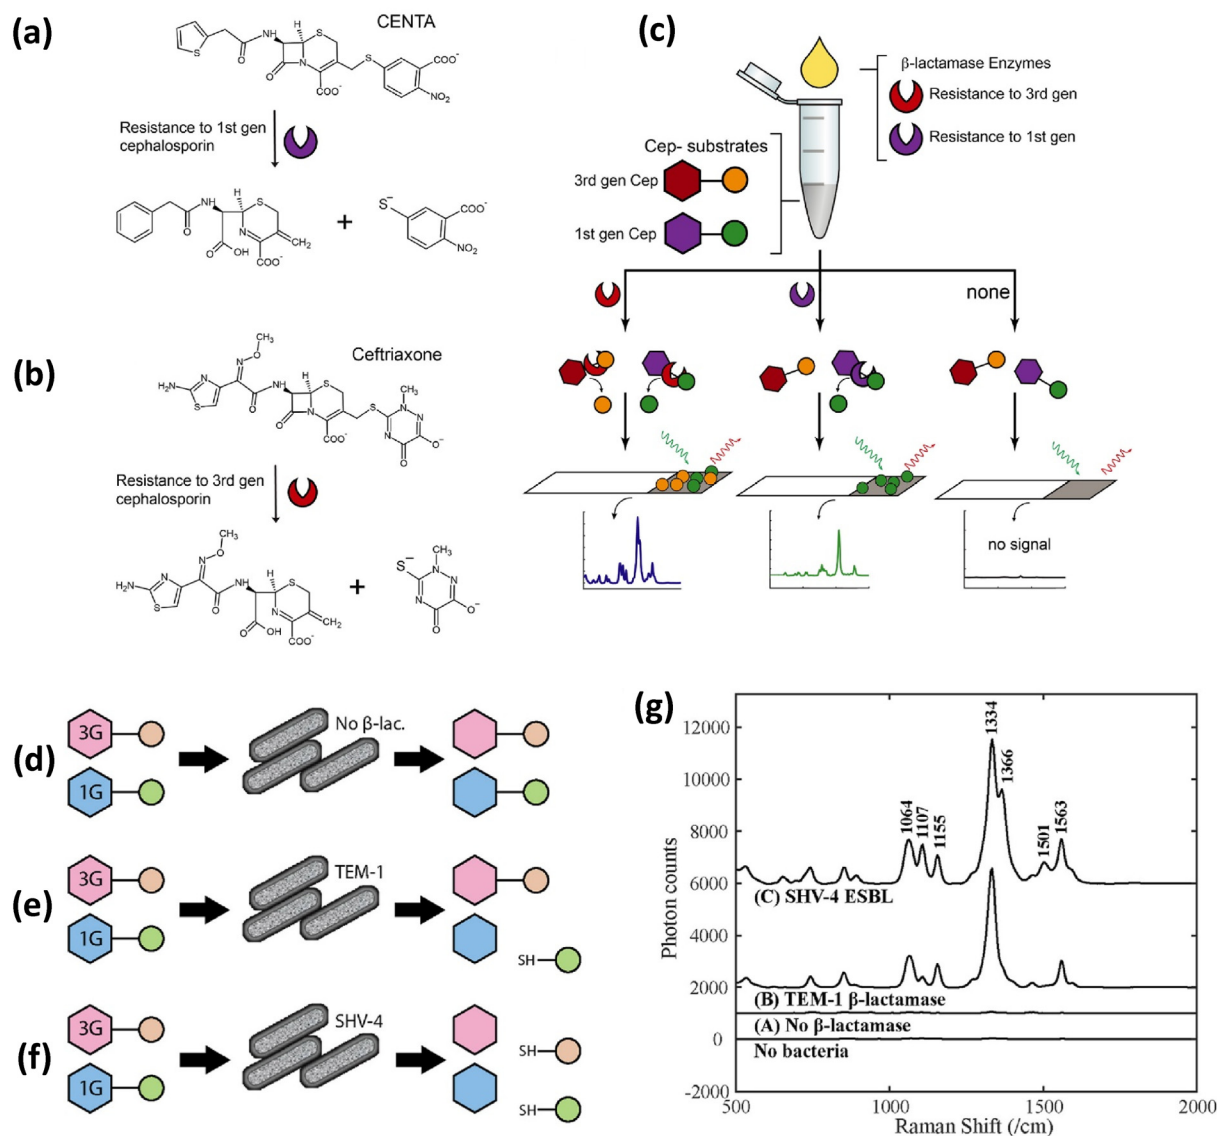 (a)
CENTA
S
NH
O
H
S
O
N
S
COO-
COO-
NO2
Resistance to 1st gen
cephalosporin
NH
O
H
S
N
CH2
O
OH
COO-
+
S-
COO-
NO2
(b)
CH3
O
N
Ceftriaxone
H2N
N
S
O
NH
H
S
O
N
S
COO-
CH3
N
N
N
O-
O
Resistance to 3rd gen
cephalosporin
CH3
O
N
H2N
N
S
O
NH
H
S
N
CH2
O
OH
COO-
+
S-
CH3
N
N
N
O-
O
(c)
β-lactamase Enzymes
Resistance to 3rd gen
Resistance to 1st gen
Cep- substrates
3rd gen Cep
1st gen Cep
none
no signal
(d)
3G
1G
No β-lac.
(e)
3G
1G
TEM-1
SH
(f)
3G
1G
SHV-4
SH
SH
(g)
Photon counts
12000
10000
8000
6000
4000
2000
0
-2000
1064
1107
1155
1334
1366
1501
1563
(C) SHV-4 ESBL
(B) TEM-1 β-lactamase
(A) No β-lactamase
No bacteria
500
1000
1500
2000
Raman Shift (/cm)